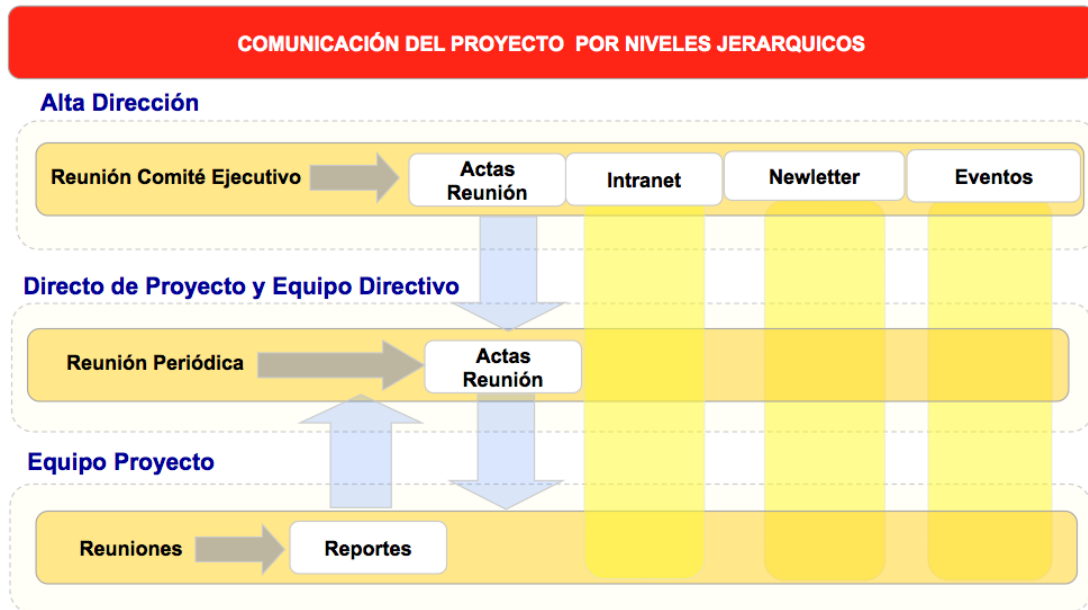 COMUNICACIÓN DEL PROYECTO POR NIVELES JERARQUICOS
Alta Dirección
Reunión Comité Ejecutivo
Actas
Reunión
Intranet
Newletter
Eventos
Directo de Proyecto y Equipo Directivo
Reunión Periódica
Actas
Reunión
Equipo Proyecto
Reuniones
Reportes